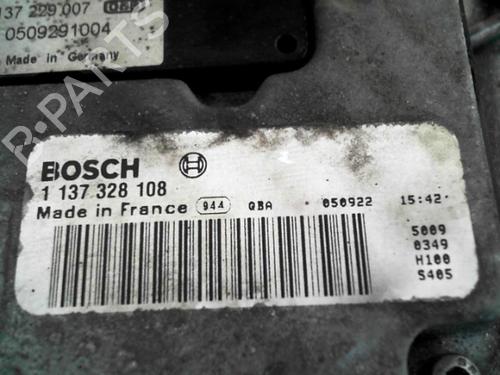 137 229 007
0509291004
Made in Germany
B-PARTS
BOSCH
1 137 328 108
Made in France 944 QBA 050922 15:42
5009
0349
H100
S405